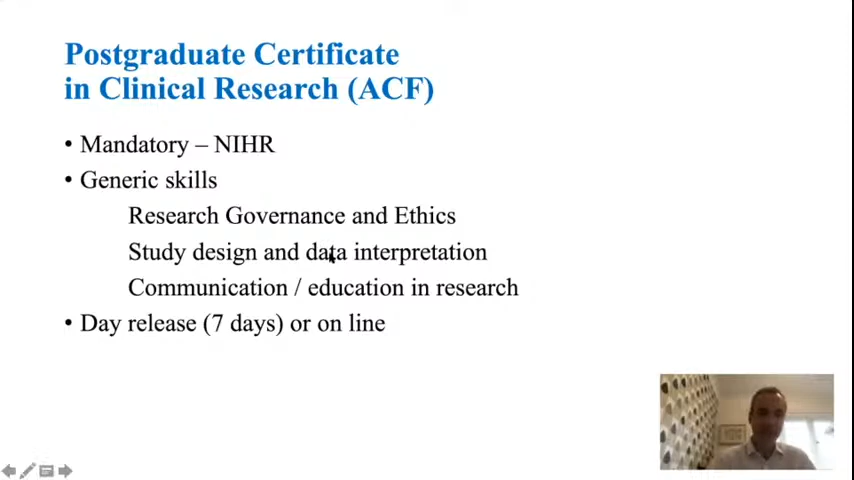 Postgraduate Certificate
in Clinical Research (ACF)
• Mandatory – NIHR
• Generic skills
Research Governance and Ethics
Study design and data interpretation
Communication / education in research
• Day release (7 days) or on line